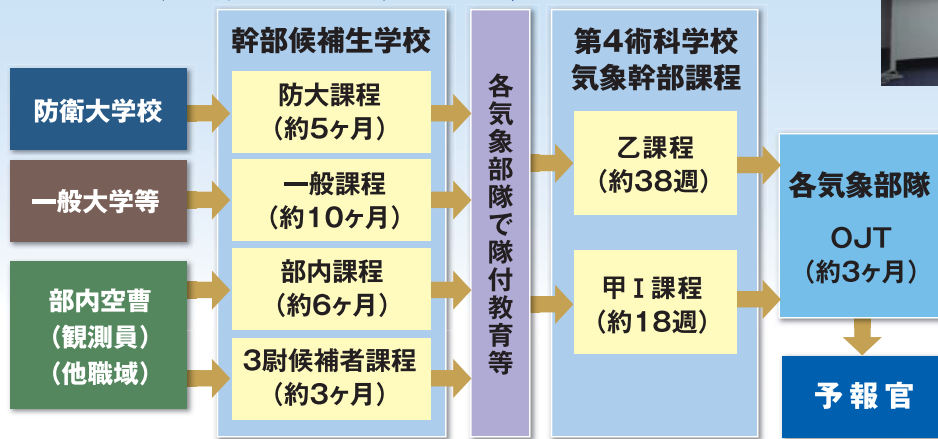 防衛大学校
一般大学等
部内空曹
（観測員）
（他職域）
幹部候補生学校
防大課程
（約5ヶ月）
一般課程
（約10ヶ月）
部内課程
（約6ヶ月）
3尉候補者課程
（約3ヶ月）
各気象部隊で隊付教育等
第4術科学校
気象幹部課程
乙課程
（約38週）
甲Ⅰ課程
（約18週）
各気象部隊
OJT
（約3ヶ月）
予報官